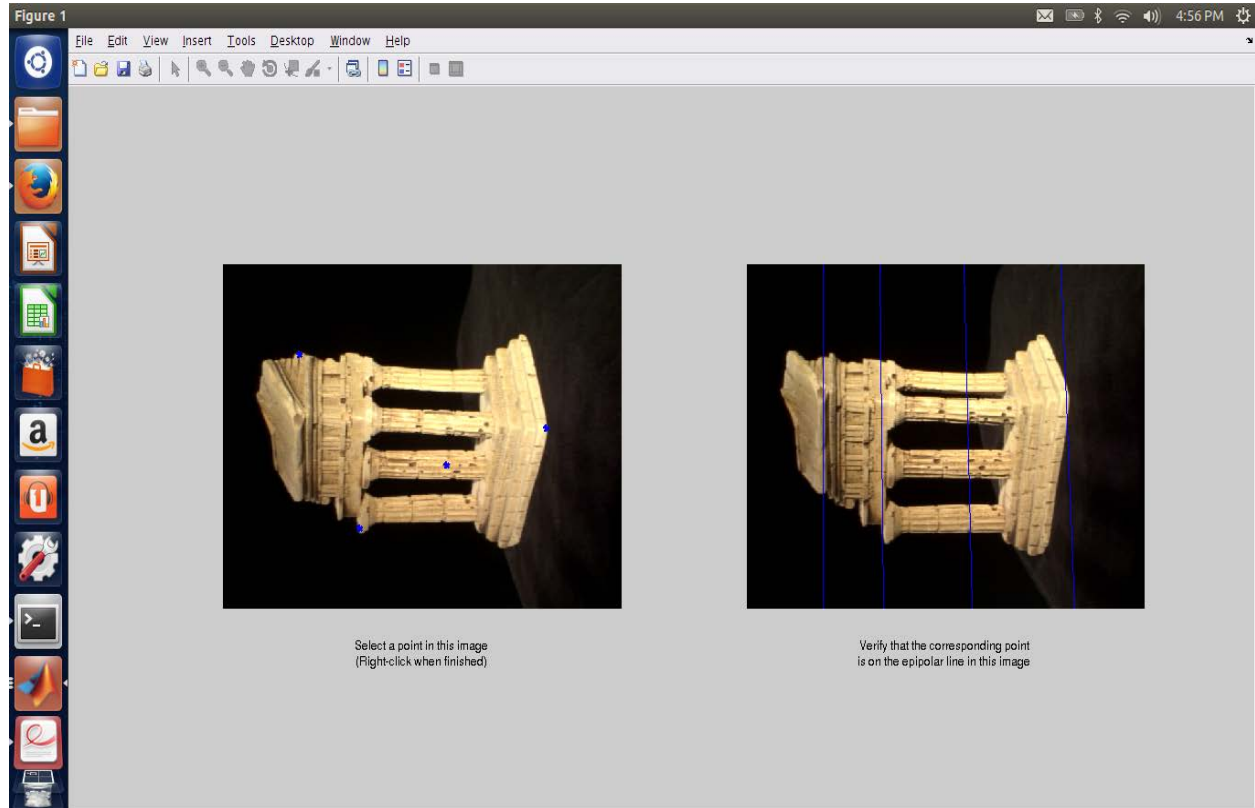 Figure 1
4:56 PM
File Edit View Insert Tools Desktop Window Help
a
Select a point in this image
(Right-click when finished)
Verify that the corresponding point
is on the epipolar line in this image